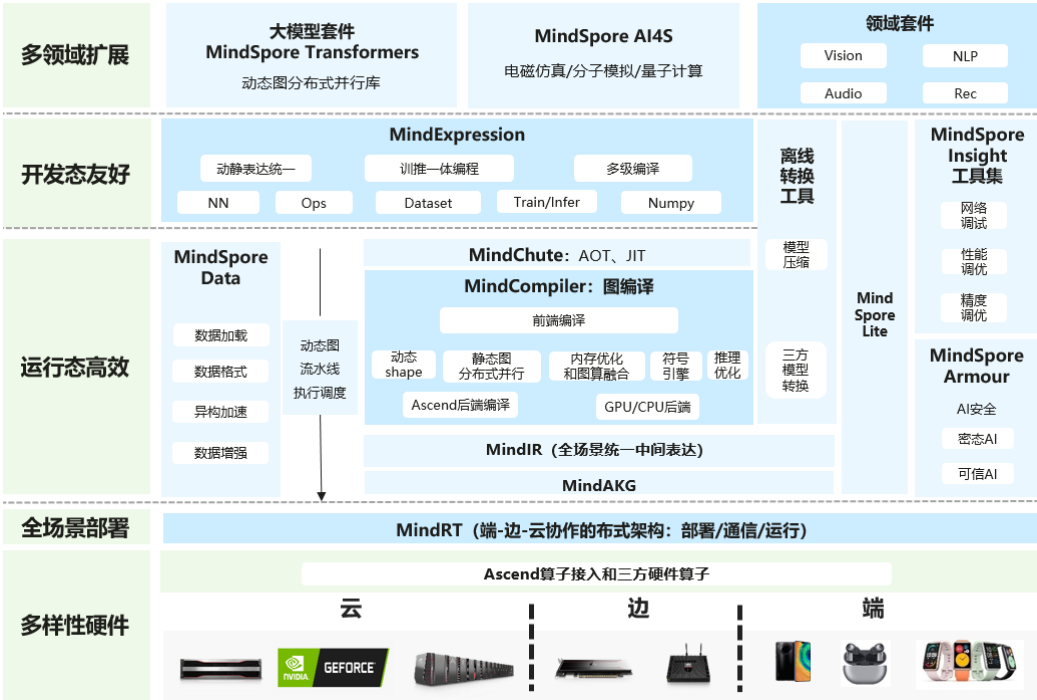 多领域扩展
大模型套件
MindSpore Transformers
动态图分布式并行库
MindSpore AI4S
电磁仿真/分子模拟/量子计算
领域套件
Vision
NLP
Audio
Rec
开发态友好
MindExpression
动静表达统一
训推一体编程
多级编译
NN
Ops
Dataset
Train/Infer
Numpy
离线
转换
工具
模型
压缩
三方
模型
转换
Mind
Spore
Lite
MindSpore
Insight
工具集
网络
调试
性能
调优
精度
调优
MindSpore
Armour
AI安全
密态AI
可信AI
运行态高效
MindSpore
Data
数据加载
数据格式
异构加速
数据增强
动态图
流水线
执行调度
MindChute：AOT、JIT
MindCompiler：图编译
前端编译
动态
shape
静态图
分布式并行
内存优化
和图算融合
符号
引擎
推理
优化
Ascend后端编译
GPU/CPU后端
MindIR（全场景统一中间表达）
MindAKG
全场景部署
MindRT（端-边-云协作的布式架构：部署/通信/运行）
多样性硬件
Ascend算子接入和三方硬件算子
云
边
端
NVIDIA
GEFORCE